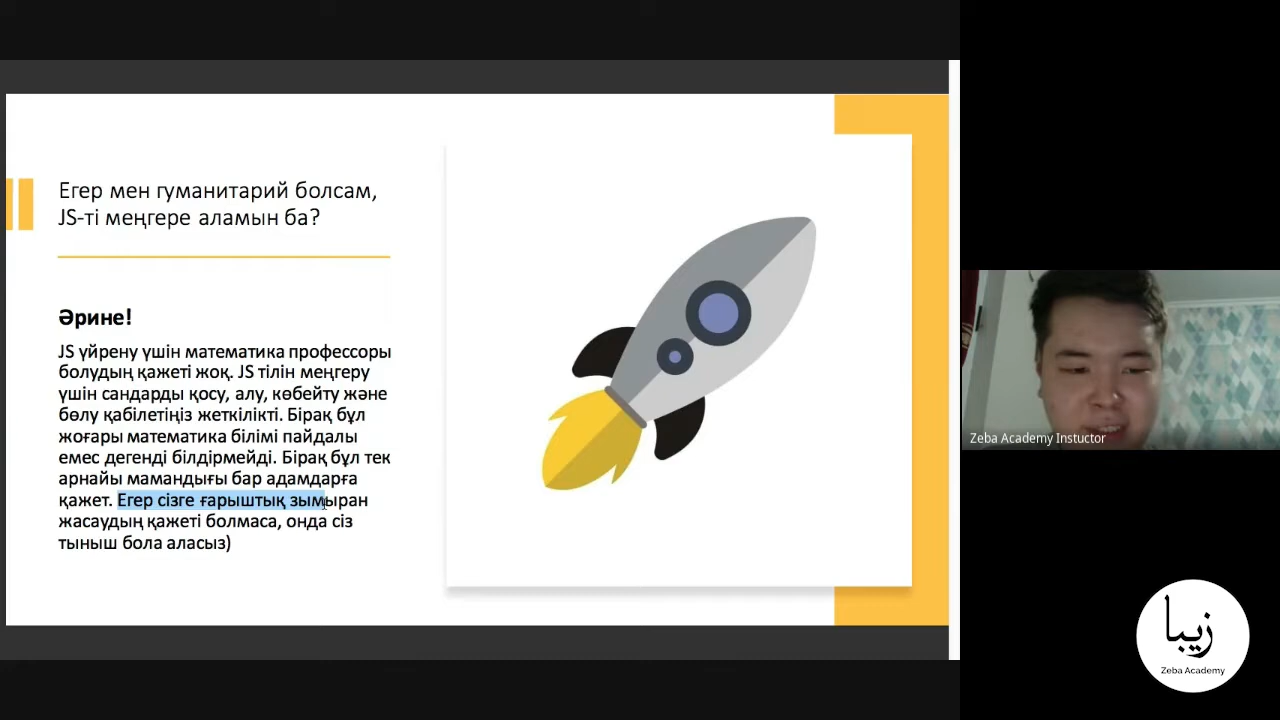 Егер мен гуманитарий болсам,
JS-ті меңгере аламын ба?
Әрине!
JS үйрену үшін математика профессоры
болудың қажеті жоқ. JS тілін меңгеру
үшін сандарды қосу, алу, көбейту және
бөлу қабілетіңіз жеткілікті. Бірақ бұл
жоғары математика білімі пайдалы
емес дегенді білдірмейді. Бірақ бұл тек
арнайы мамандығы бар адамдарға
қажет. Егер сізге ғарыштық зымыран
жасаудың қажеті болмаса, онда сіз
тыныш бола аласыз)
Zeba Academy Instuctor
زيبا
Zeba Academy